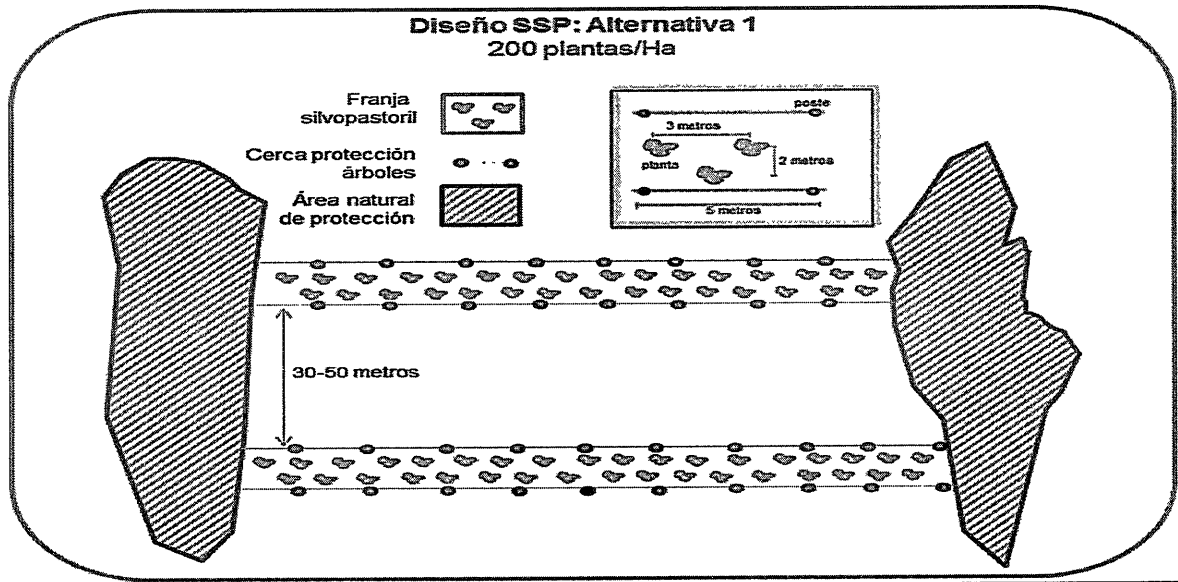 Diseño SSP: Alternativa 1
200 plantas/Ha
Franja
silvopastoril
Cerca protección
árboles
Área natural
de protección
poste
3 metros
planta
2 metros
5 metros
30-50 metros